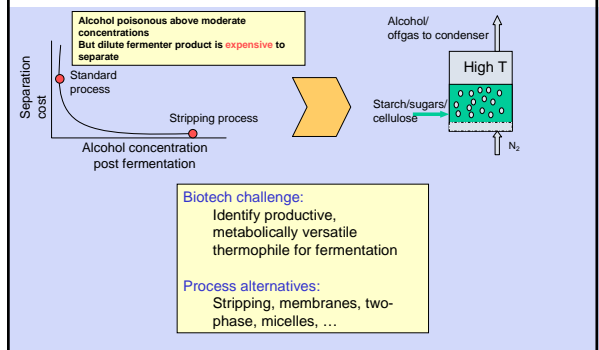 Alcohol poisonous above moderate
concentrations
But dilute fermenter product is expensive to
separate
Separation
cost
Standard
process
Stripping process
Alcohol concentration
post fermentation
Alcohol/
offgas to condenser
High T
Starch/sugars/
cellulose
N₂
Biotech challenge:
Identify productive,
metabolically versatile
thermophile for fermentation
Process alternatives:
Stripping, membranes, two-
phase, micelles, …